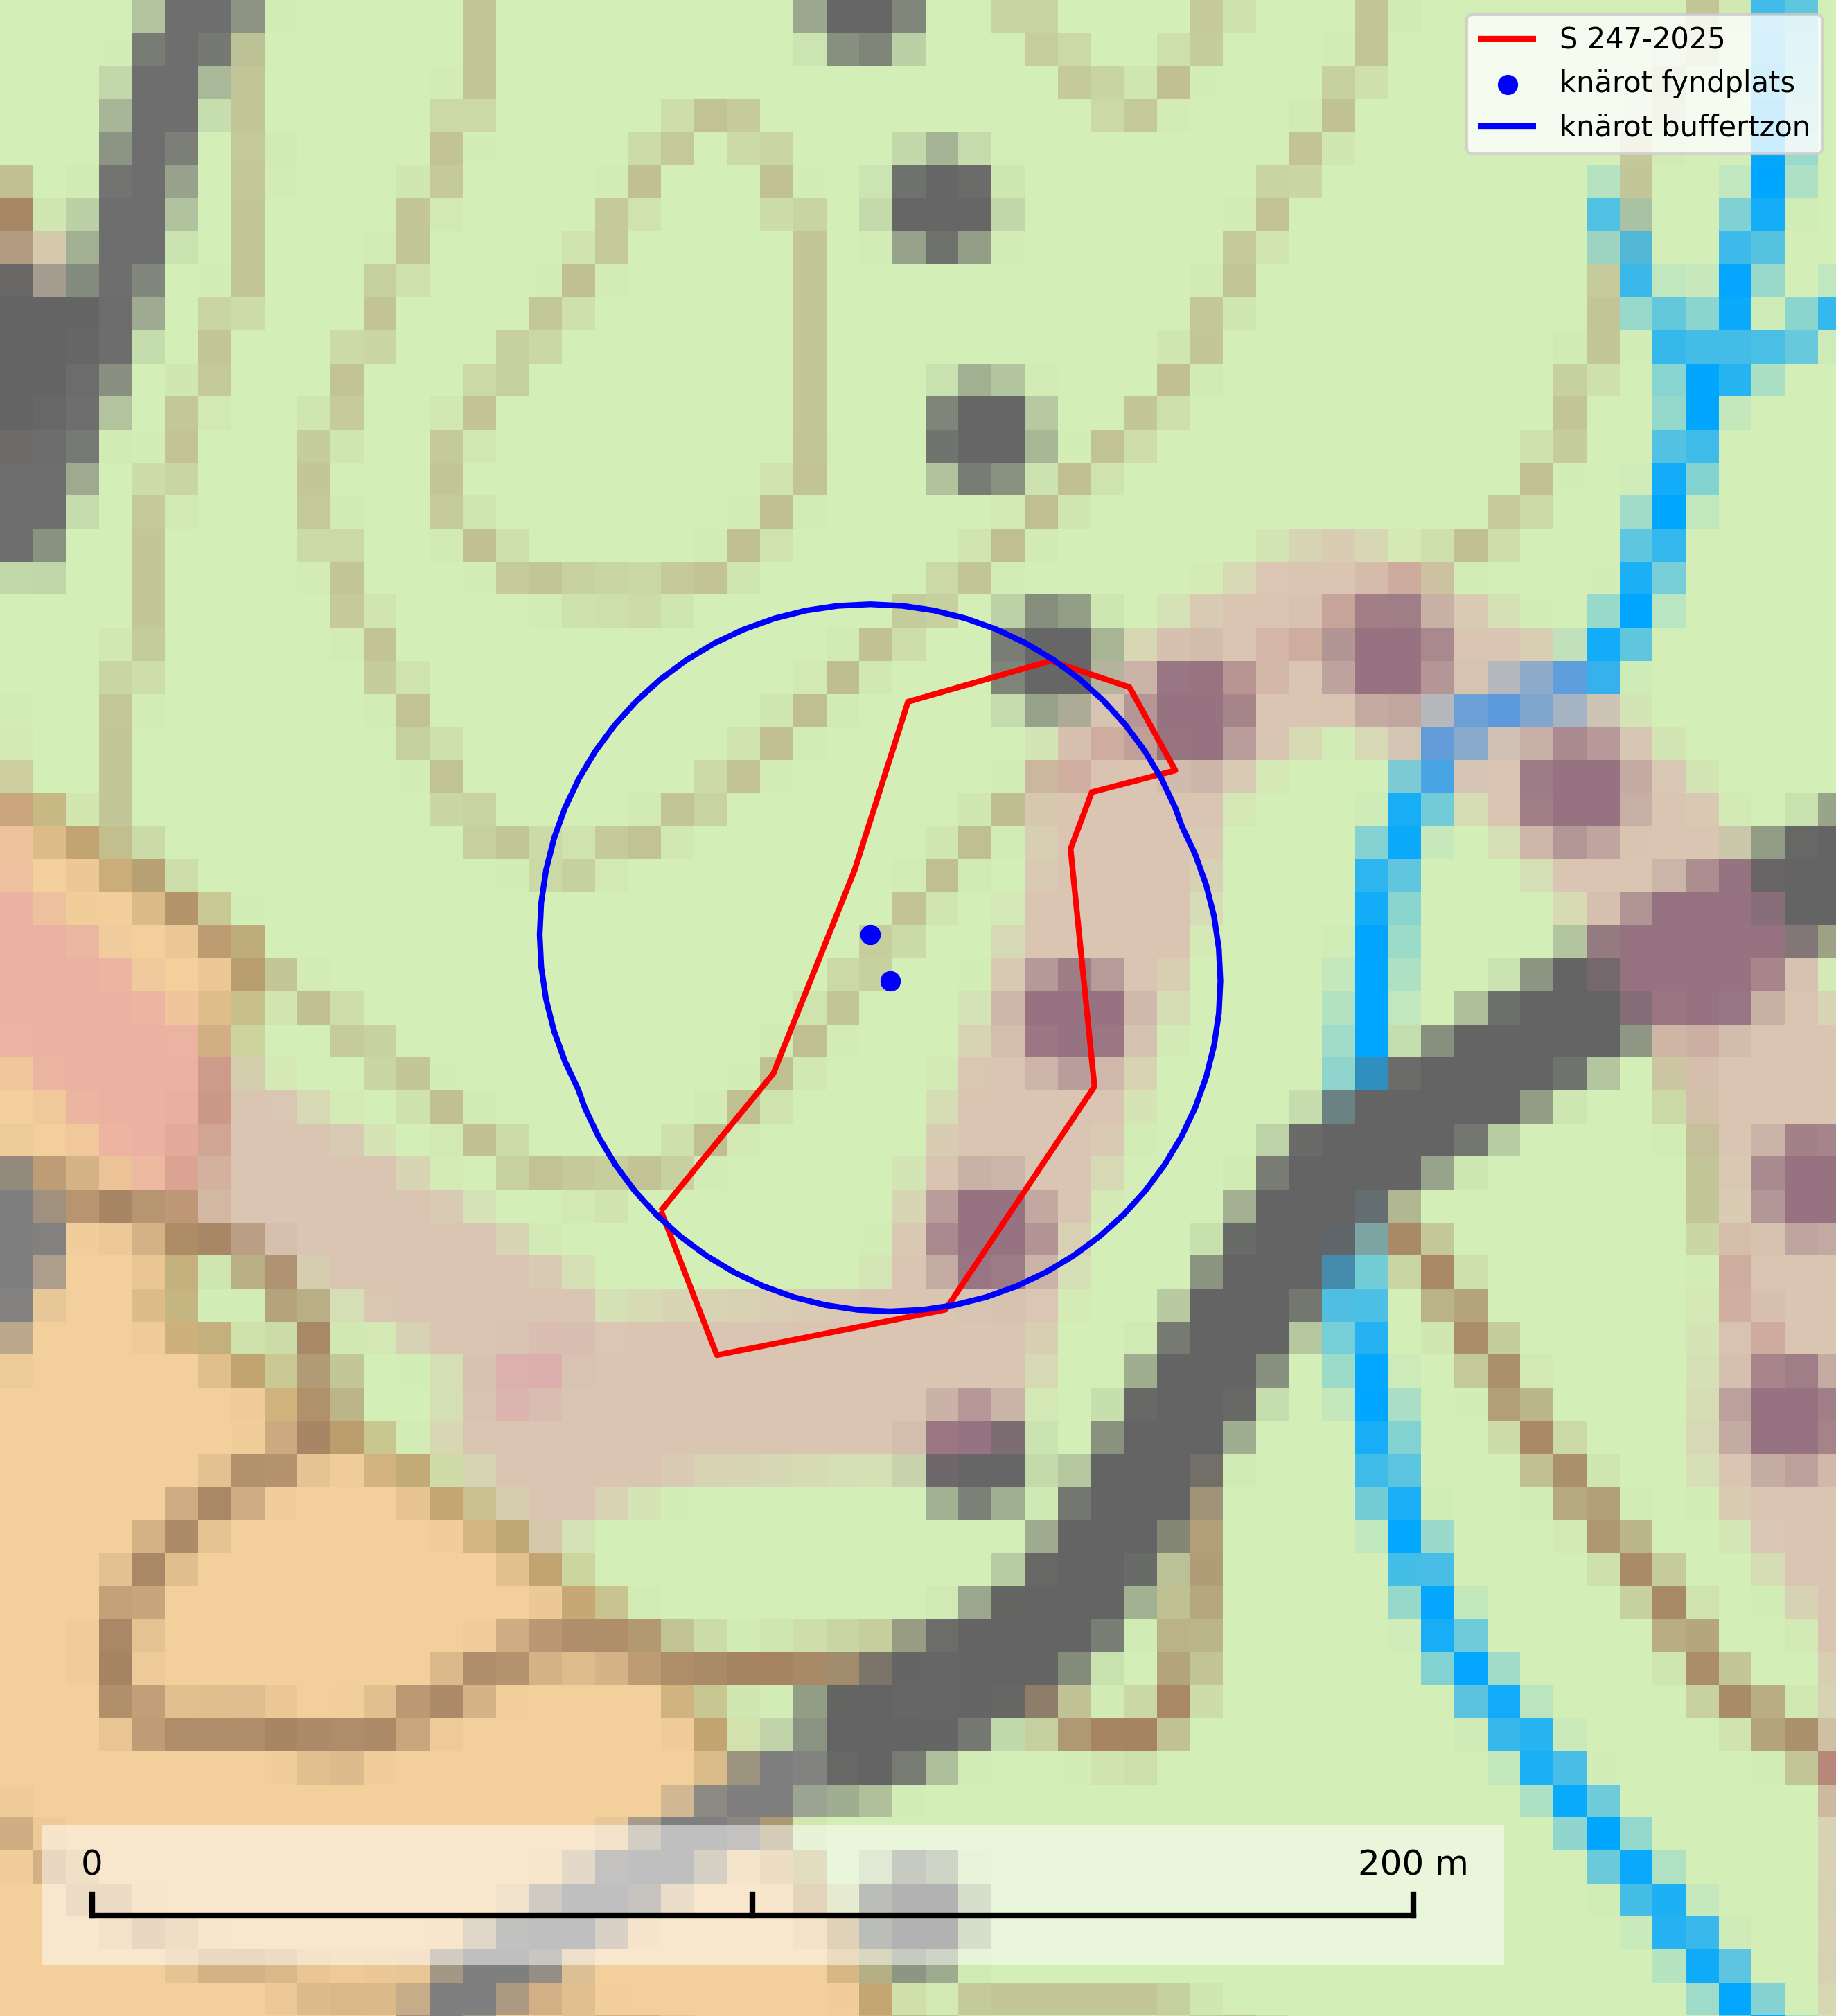 S 247-2025
knärot fyndplats
knärot buffertzon
0
200 m